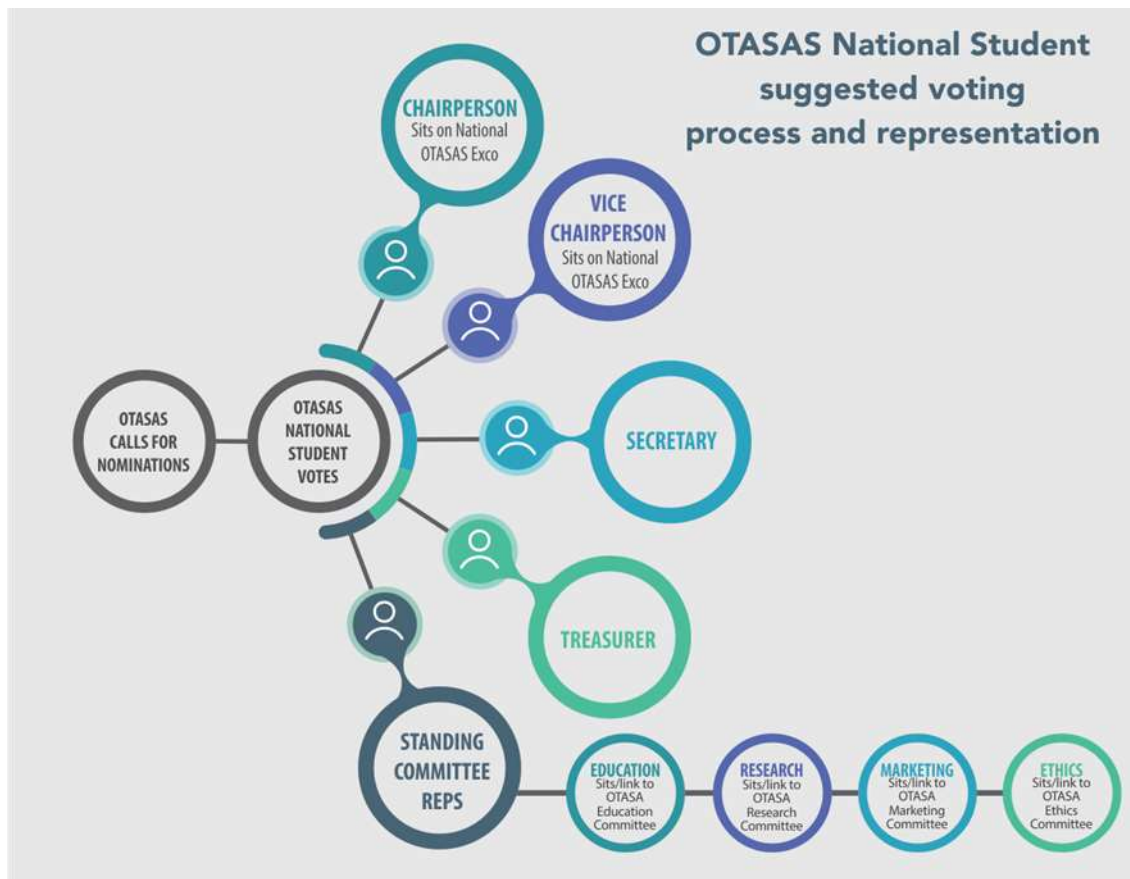 OTASAS National Student
suggested voting
process and representation
CHAIRPERSON
Sits on National
OTASAS Exco
VICE
CHAIRPERSON
Sits on National
OTASAS Exco
OTASAS
CALLS FOR
NOMINATIONS
OTASAS
NATIONAL
STUDENT
VOTES
SECRETARY
TREASURER
STANDING
COMMITTEE
REPS
EDUCATION
Sits/link to
OTASA
Education
Committee
RESEARCH
Sits/link to
OTASA
Research
Committee
MARKETING
Sits/link to
OTASA
Marketing
Committee
ETHICS
Sits/link to
OTASA
Ethics
Committee